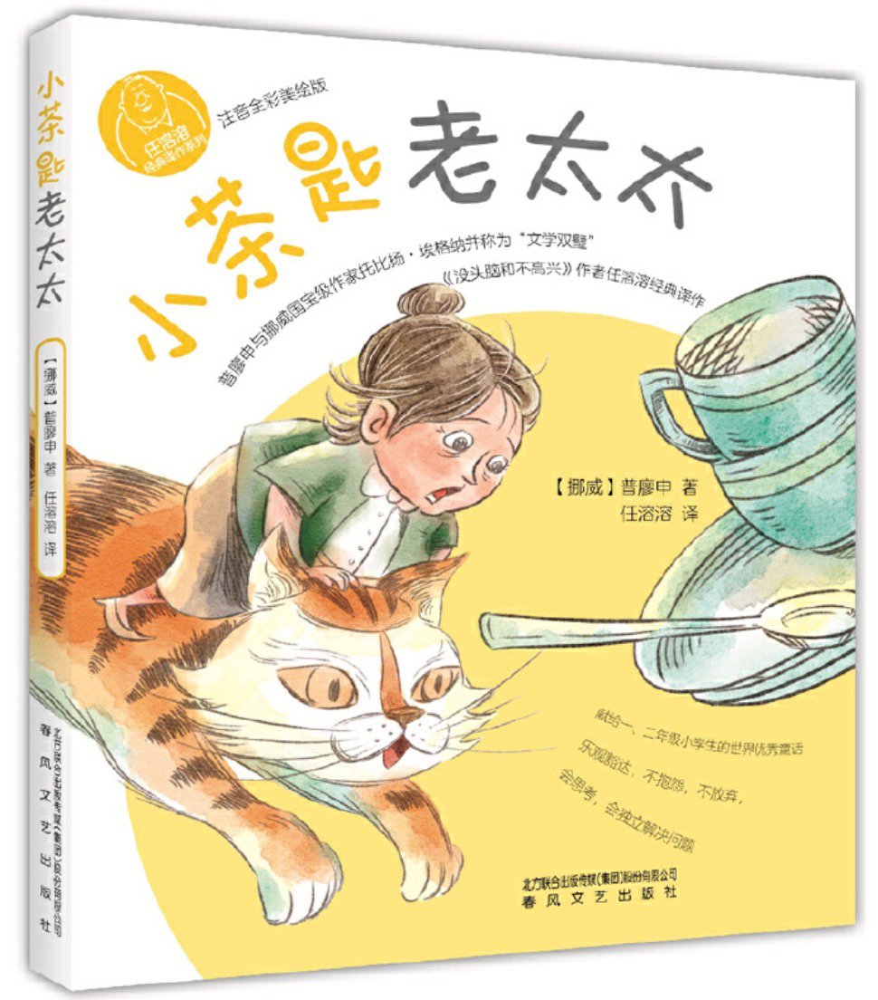 小茶匙老太太
【挪威】普廖申 著 任溶溶 译
北方联合出版传媒(集团)股份有限公司
春风文艺出版社
任溶溶
经典译作系列
注音全彩美绘版
小茶匙老太太
普廖申与挪威国宝级作家托比扬·埃格纳并称为“文学双璧”
《没头脑和不高兴》作者任溶溶经典译作
【挪威】普廖申 著
任溶溶 译
献给一、二年级小学生的世界优秀童话
乐观豁达，不抱怨，不放弃，
会思考，会独立解决问题
北方联合出版传媒(集团)股份有限公司
春风文艺出版社